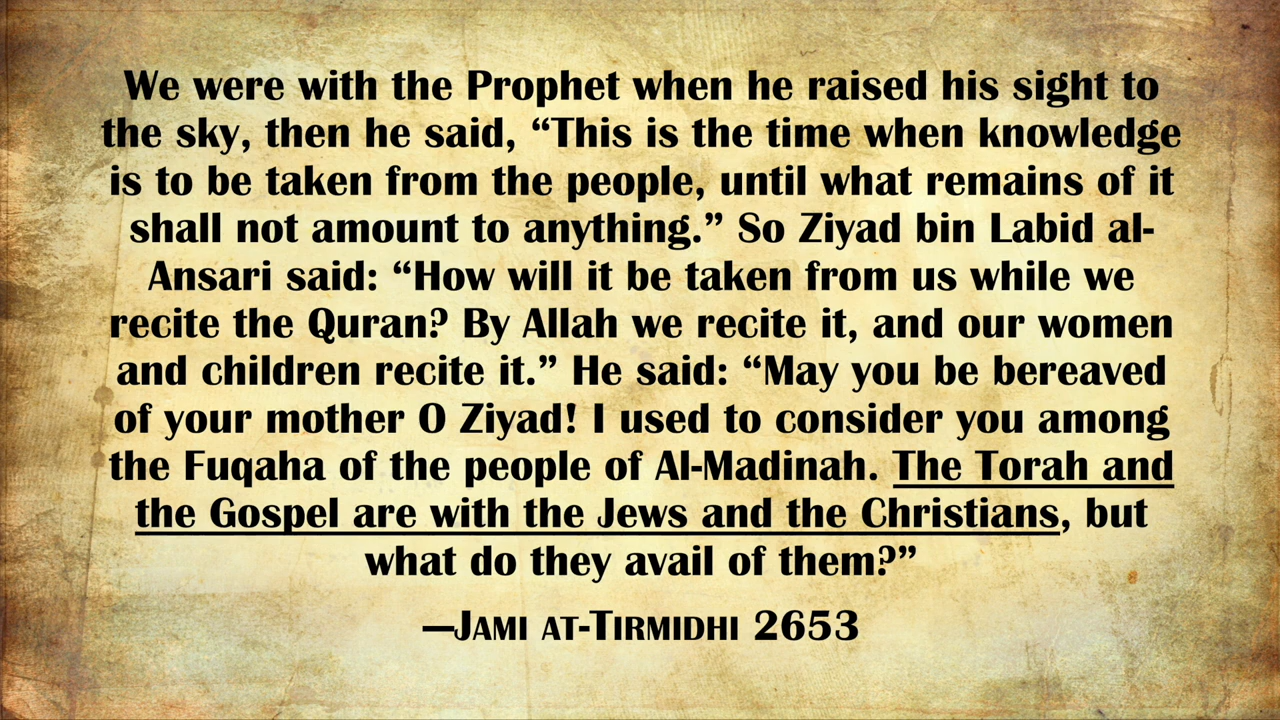 We were with the Prophet when he raised his sight to
the sky, then he said, “This is the time when knowledge
is to be taken from the people, until what remains of it
shall not amount to anything.” So Ziyad bin Labid al-
Ansari said: “How will it be taken from us while we
recite the Quran? By Allah we recite it, and our women
and children recite it.” He said: “May you be bereaved
of your mother O Ziyad! I used to consider you among
the Fuqaha of the people of Al-Madinah. The Torah and
the Gospel are with the Jews and the Christians, but
what do they avail of them?”
—Jami at-Tirmidhi 2653